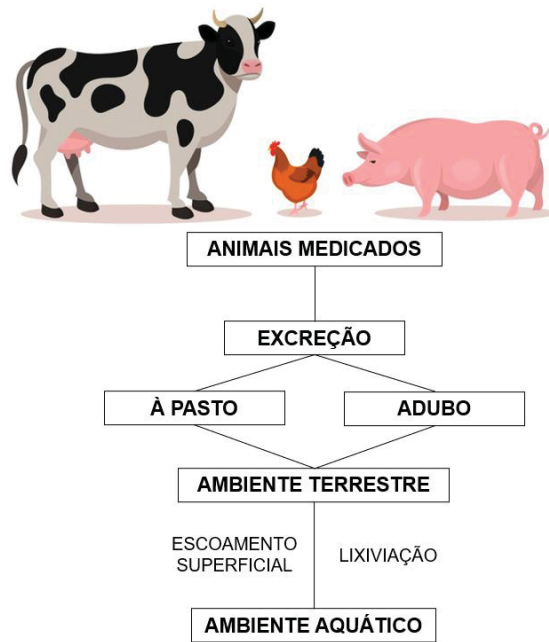 ANIMAIS MEDICADOS
EXCREÇÃO
À PASTO
ADUBO
AMBIENTE TERRESTRE
ESCOAMENTO
SUPERFICIAL
LIXIVIAÇÃO
AMBIENTE AQUÁTICO